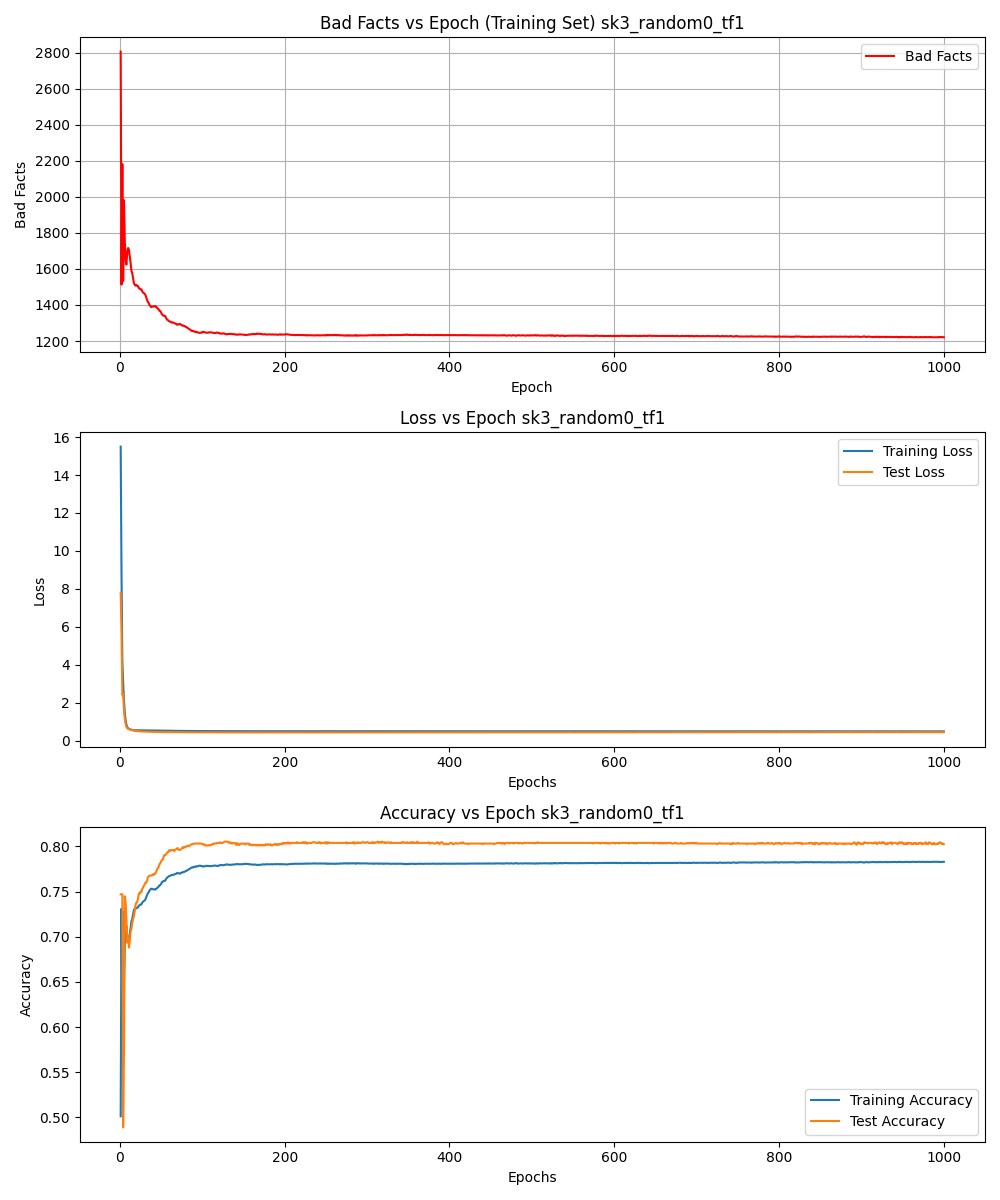 Bad Facts vs Epoch (Training Set) sk3_random0_tf1
2800
2600
2400
2200
2000
1800
1600
1400
1200
Bad Facts
Bad Facts
0 200 400 600 800 1000
Epoch
Loss vs Epoch sk3_random0_tf1
16
14
12
10
8
6
4
2
0
Loss
Training Loss
Test Loss
0 200 400 600 800 1000
Epochs
Accuracy vs Epoch sk3_random0_tf1
0.80
0.75
0.70
0.65
0.60
0.55
0.50
Accuracy
Training Accuracy
Test Accuracy
0 200 400 600 800 1000
Epochs